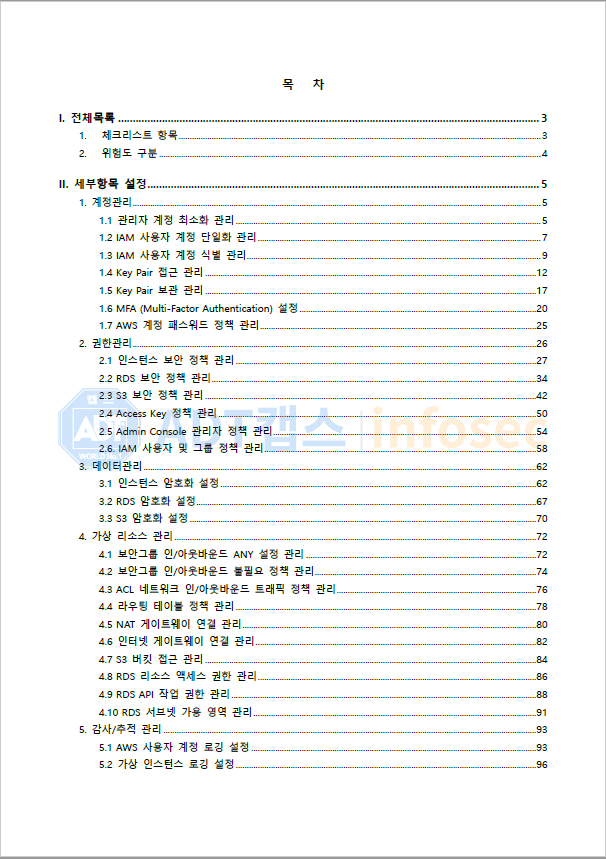 목 차
I. 전체목록 3
1. 체크리스트 항목 3
2. 위험도 구분 4
II. 세부항목 설정 5
1. 계정관리 5
1.1 관리자 계정 최소화 관리 5
1.2 IAM 사용자 계정 단일화 관리 7
1.3 IAM 사용자 계정 식별 관리 9
1.4 Key Pair 접근 관리 12
1.5 Key Pair 보관 관리 17
1.6 MFA (Multi-Factor Authentication) 설정 20
1.7 AWS 계정 패스워드 정책 관리 25
2. 권한관리 26
2.1 인스턴스 보안 정책 관리 27
2.2 RDS 보안 정책 관리 34
2.3 S3 보안 정책 관리 42
2.4 Access Key 정책 관리 50
2.5 Admin Console 관리자 정책 관리 54
2.6. IAM 사용자 및 그룹 정책 관리 58
3. 데이터관리 62
3.1 인스턴스 암호화 설정 62
3.2 RDS 암호화 설정 67
3.3 S3 암호화 설정 70
4. 가상 리소스 관리 72
4.1 보안그룹 인/아웃바운드 ANY 설정 관리 72
4.2 보안그룹 인/아웃바운드 불필요 정책 관리 74
4.3 ACL 네트워크 인/아웃바운드 트래픽 정책 관리 76
4.4 라우팅 테이블 정책 관리 78
4.5 NAT 게이트웨이 연결 관리 80
4.6 인터넷 게이트웨이 연결 관리 82
4.7 S3 버킷 접근 관리 84
4.8 RDS 리소스 액세스 권한 관리 86
4.9 RDS API 작업 권한 관리 88
4.10 RDS 서브넷 가용 영역 관리 91
5. 감사/추적 관리 93
5.1 AWS 사용자 계정 로깅 설정 93
5.2 가상 인스턴스 로깅 설정 96
ADT
WORLD No.1
ADT캡스 infosec